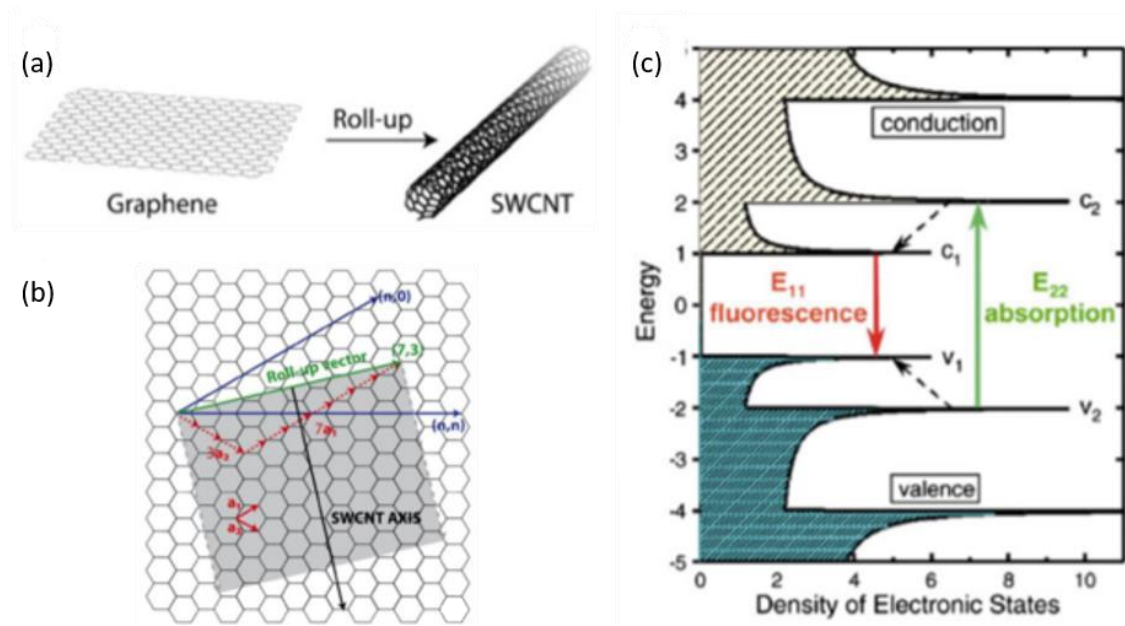 (a)
Graphene
Roll-up
SWCNT
(b)
(n,0)
Roll-up vector
(7,3)
3a₂
7a₁
(n,n)
a₁
a₂
SWCNT AXIS
(c)
Energy
4
3
2
1
0
-1
-2
-3
-4
-5
conduction
C₂
C₁
E₁₁
fluorescence
E₂₂
absorption
V₁
V₂
valence
0
2
4
6
8
10
Density of Electronic States